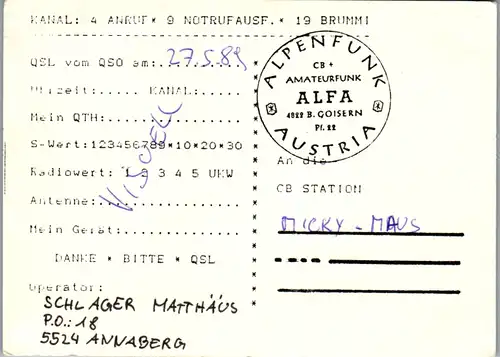 KANAL: 4 ANRUF* 9 NOTRUFAUSF.* 19 BRUMMI
QSL vom QSO am: 27.5.89
Uhrzeit:..... KANAL:.......
Mein QTH:..................
S-Wert:123456789*10*20*30
Radiowert: 1 2 3 4 5 UKW
Antenne:...................
Mein Gerät:...............
DANKE * BITTE * QSL
Operator:
SCHLAGER MATTHÄUS
P.O.: 18
5524 ANNABERG
ALPENFUNK
CB +
AMATEURFUNK
ALFA
4822 B. GOISERN
Pf. 22
AUSTRIA
An die
CB STATION
MICKY-MAUS